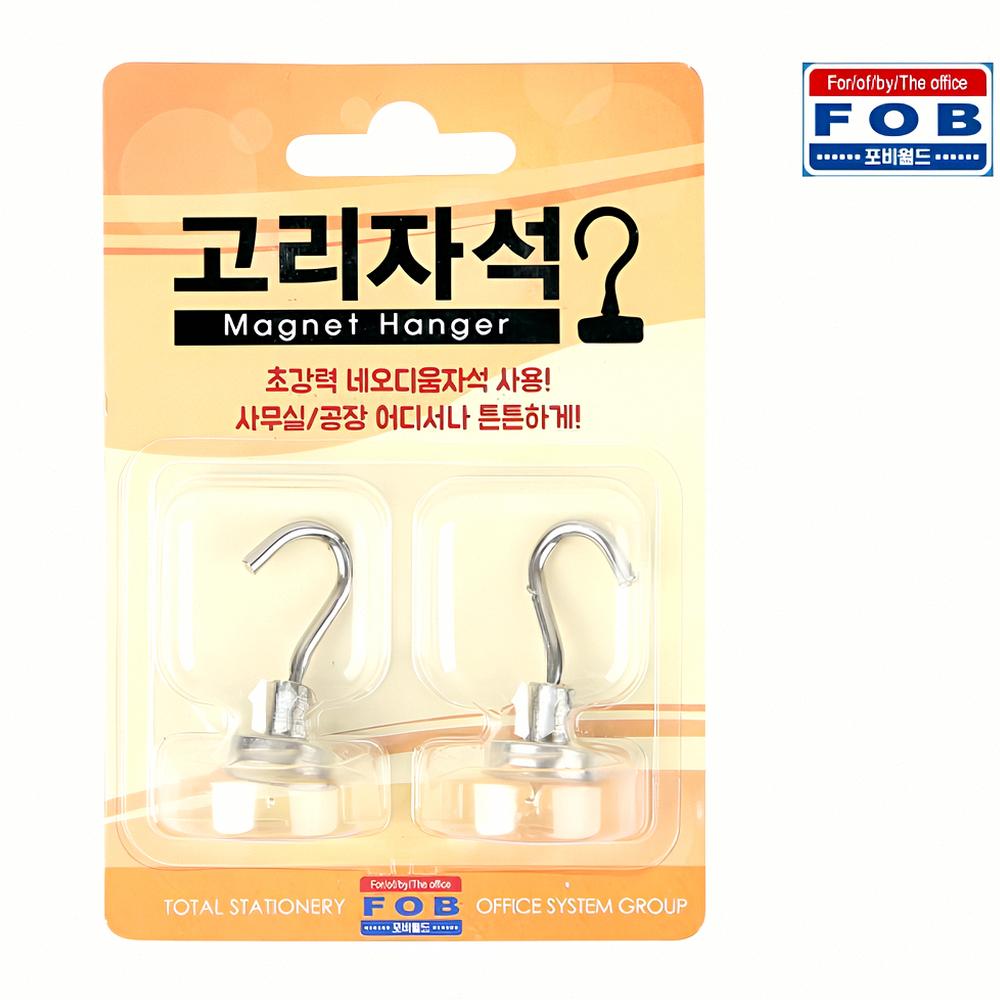 For/of/by/The office
FOB
포비월드
고리자석
Magnet Hanger
초강력 네오디움자석 사용!
사무실/공장 어디서나 튼튼하게!
For/of/by/The office
TOTAL STATIONERY FOB OFFICE SYSTEM GROUP
포비월드